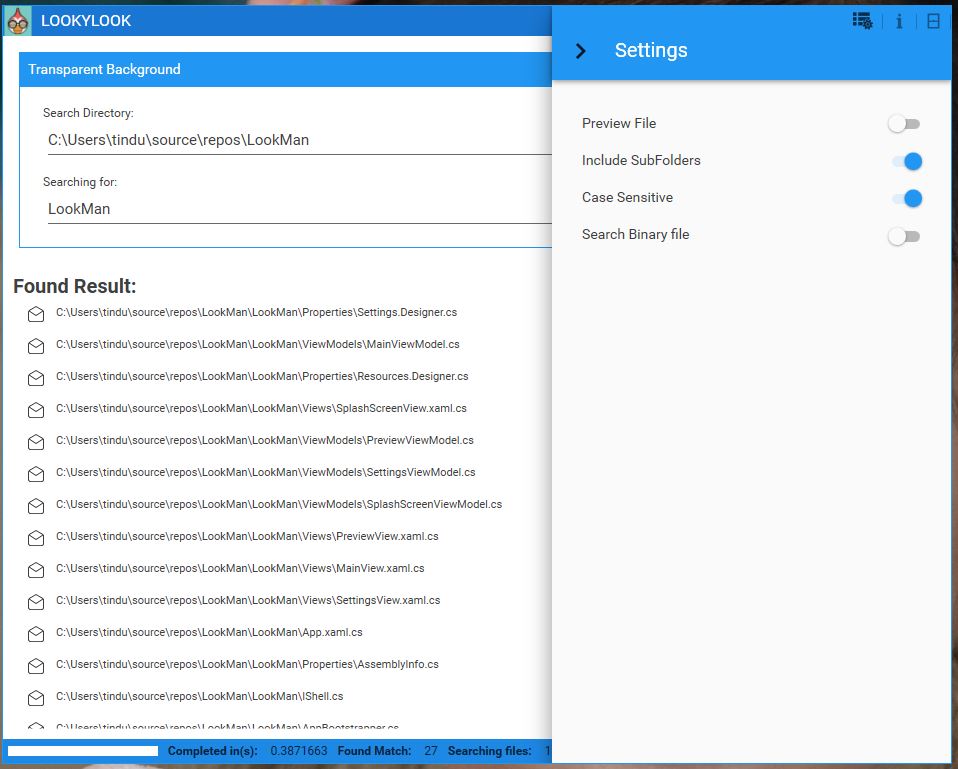 LOOKYLOOK
Settings
Transparent Background
Search Directory:
C:\Users\tindu\source\repos\LookMan
Searching for:
LookMan
Preview File
Include SubFolders
Case Sensitive
Search Binary file
Found Result:
C:\Users\tindu\source\repos\LookMan\LookMan\Properties\Settings.Designer.cs
C:\Users\tindu\source\repos\LookMan\LookMan\ViewModels\MainViewModel.cs
C:\Users\tindu\source\repos\LookMan\LookMan\Properties\Resources.Designer.cs
C:\Users\tindu\source\repos\LookMan\LookMan\Views\SplashScreenView.xaml.cs
C:\Users\tindu\source\repos\LookMan\LookMan\ViewModels\PreviewViewModel.cs
C:\Users\tindu\source\repos\LookMan\LookMan\ViewModels\SettingsViewModel.cs
C:\Users\tindu\source\repos\LookMan\LookMan\ViewModels\SplashScreenViewModel.cs
C:\Users\tindu\source\repos\LookMan\LookMan\Views\PreviewView.xaml.cs
C:\Users\tindu\source\repos\LookMan\LookMan\Views\MainView.xaml.cs
C:\Users\tindu\source\repos\LookMan\LookMan\Views\SettingsView.xaml.cs
C:\Users\tindu\source\repos\LookMan\LookMan\App.xaml.cs
C:\Users\tindu\source\repos\LookMan\LookMan\Properties\AssemblyInfo.cs
C:\Users\tindu\source\repos\LookMan\LookMan\IShell.cs
C:\Users\tindu\source\repos\LookMan\LookMan\AppBootstrapper.cs
Completed in(s): 0.3871663 Found Match: 27 Searching files: 1